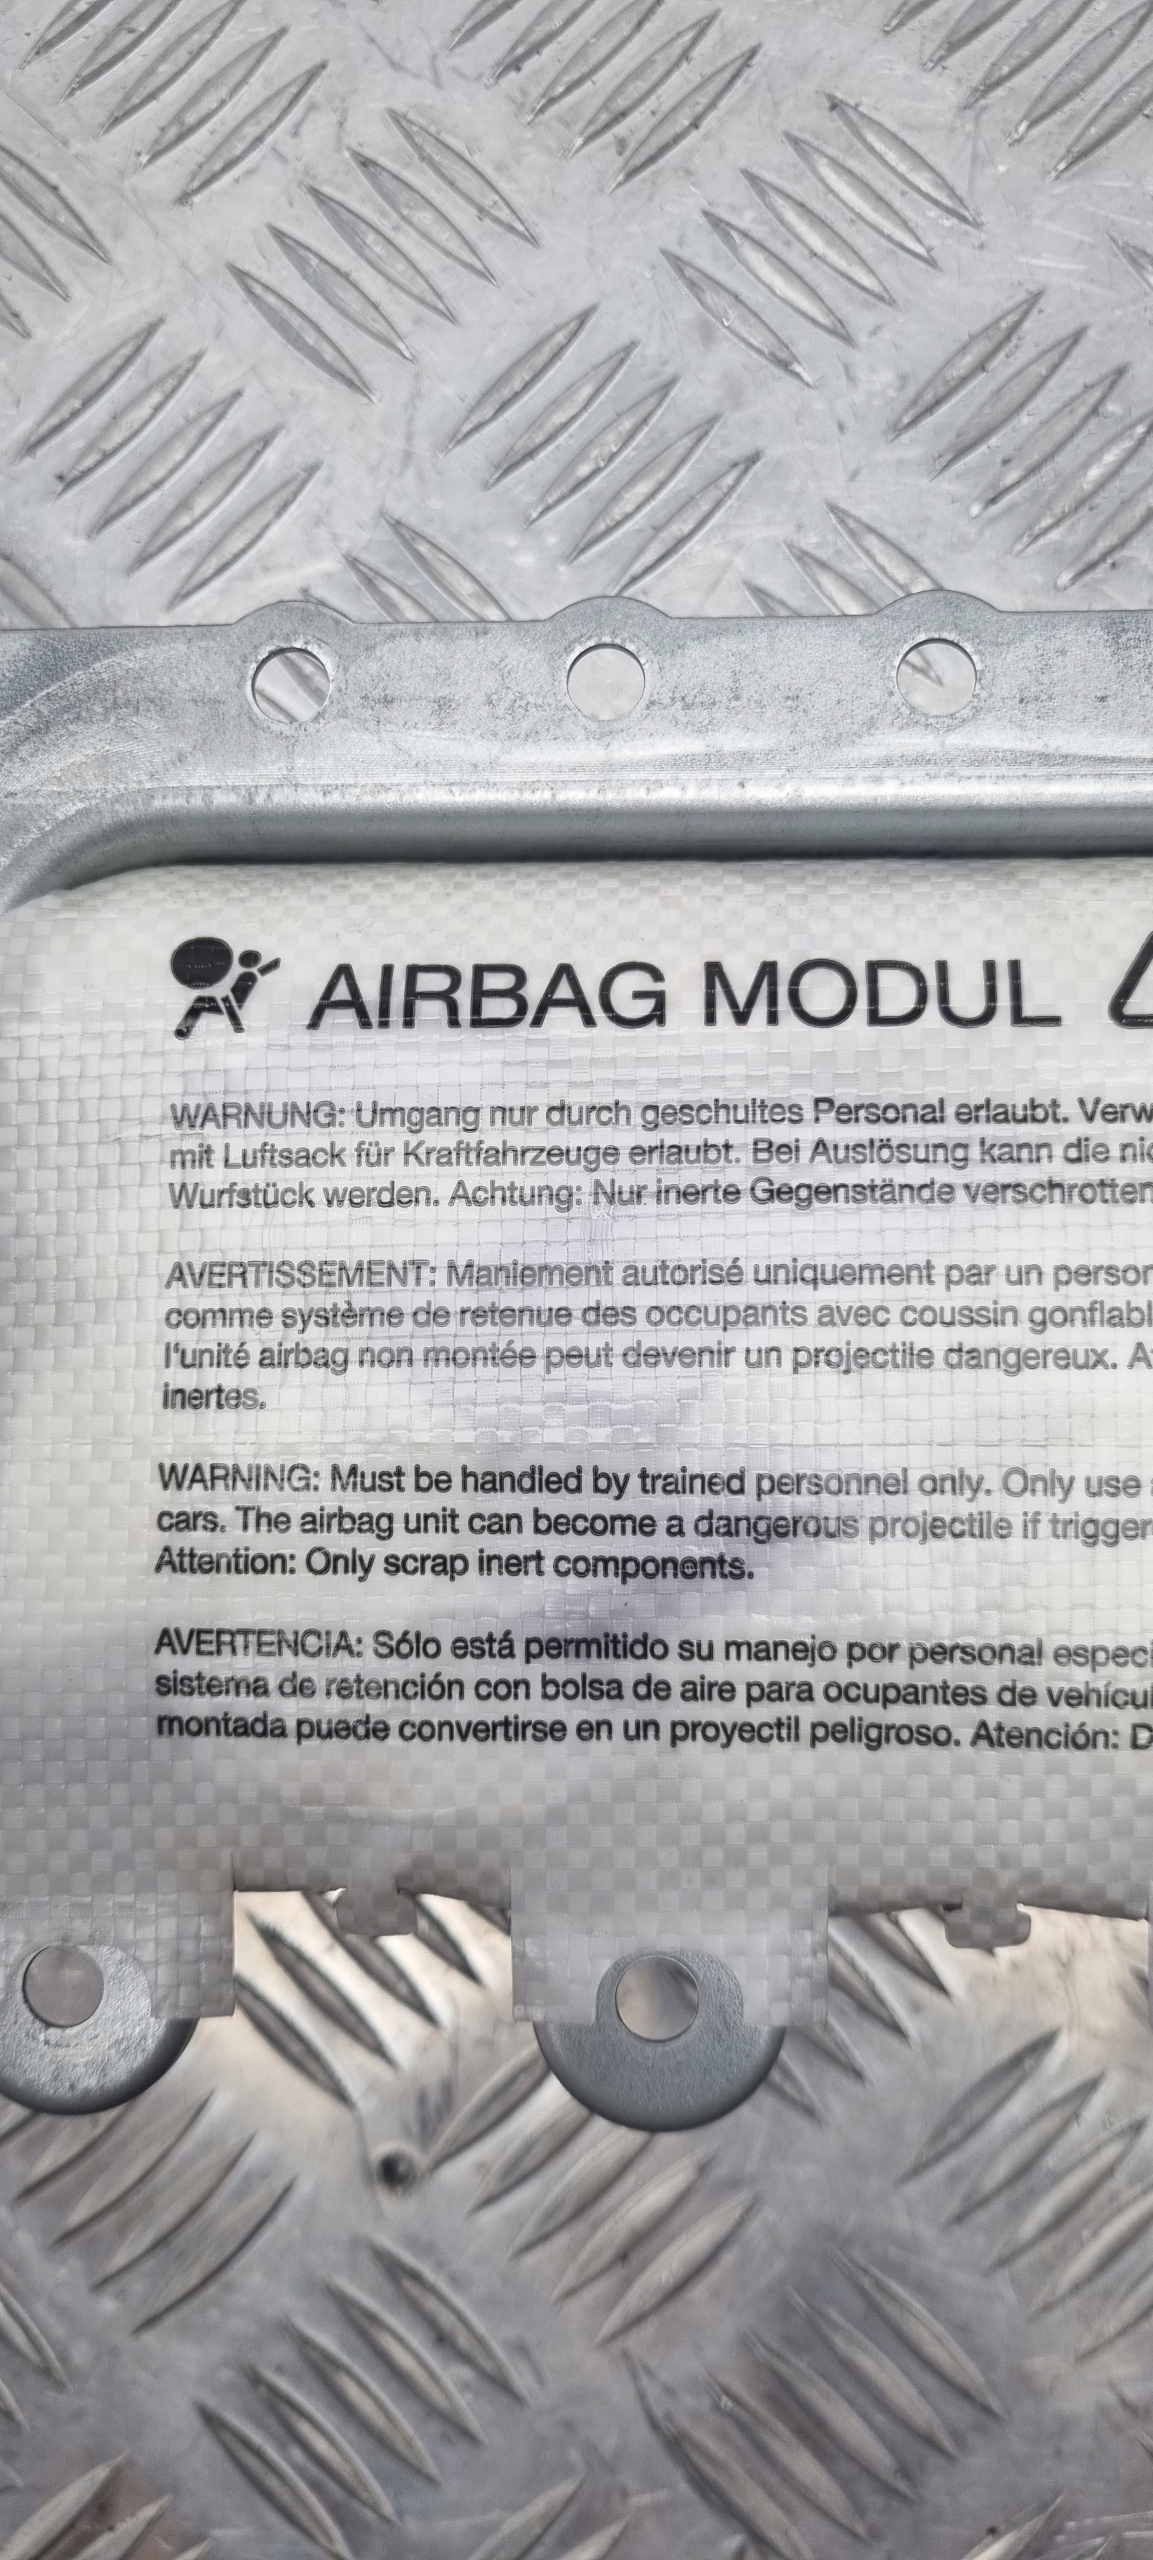 AIRBAG MODUL
WARNUNG: Umgang nur durch geschultes Personal erlaubt. Verw
mit Luftsack für Kraftfahrzeuge erlaubt. Bei Auslösung kann die nic
Wurfstück werden. Achtung: Nur inerte Gegenstände verschrotten
AVERTISSEMENT: Maniement autorisé uniquement par un person
comme système de retenue des occupants avec coussin gonflabl
l'unité airbag non montée peut devenir un projectile dangereux. At
inertes.
WARNING: Must be handled by trained personnel only. Only use
cars. The airbag unit can become a dangerous projectile if trigger
Attention: Only scrap inert components.
AVERTENCIA: Sólo está permitido su manejo por personal especi
sistema de retención con bolsa de aire para ocupantes de vehícul
montada puede convertirse en un proyectil peligroso. Atención: D